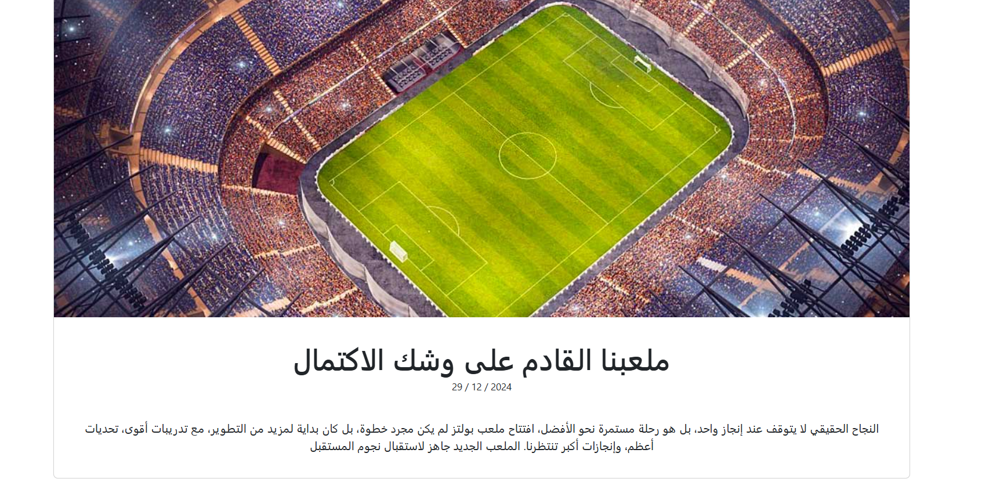 ملعبنا القادم على وشك الاكتمال
29 / 12 / 2024
النجاح الحقيقي لا يتوقف عند إنجاز واحد، بل هو رحلة مستمرة نحو الأفضل، افتتاح ملعب بولتز لم يكن مجرد خطوة، بل كان بداية لمزيد من التطوير، مع تدريبات أقوى، تحديات
أعظم، وإنجازات أكبر تنتظرنا. الملعب الجديد جاهز لاستقبال نجوم المستقبل